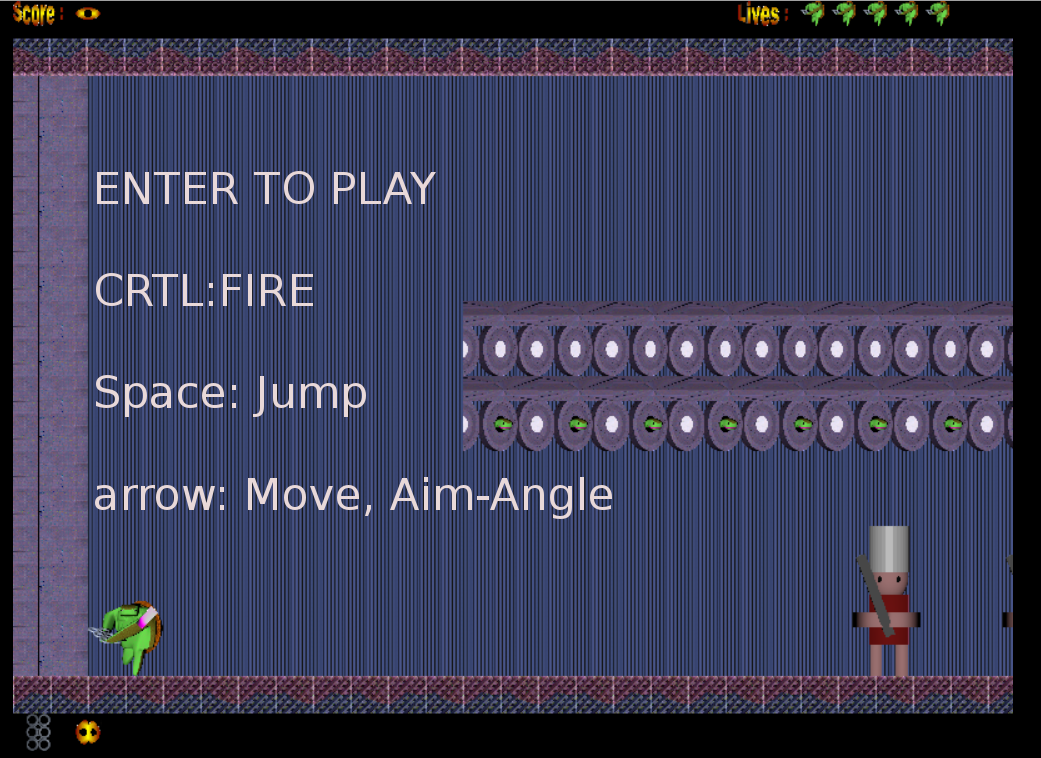 Score:
Lives:
ENTER TO PLAY
CRTL:FIRE
Space: Jump
arrow: Move, Aim-Angle